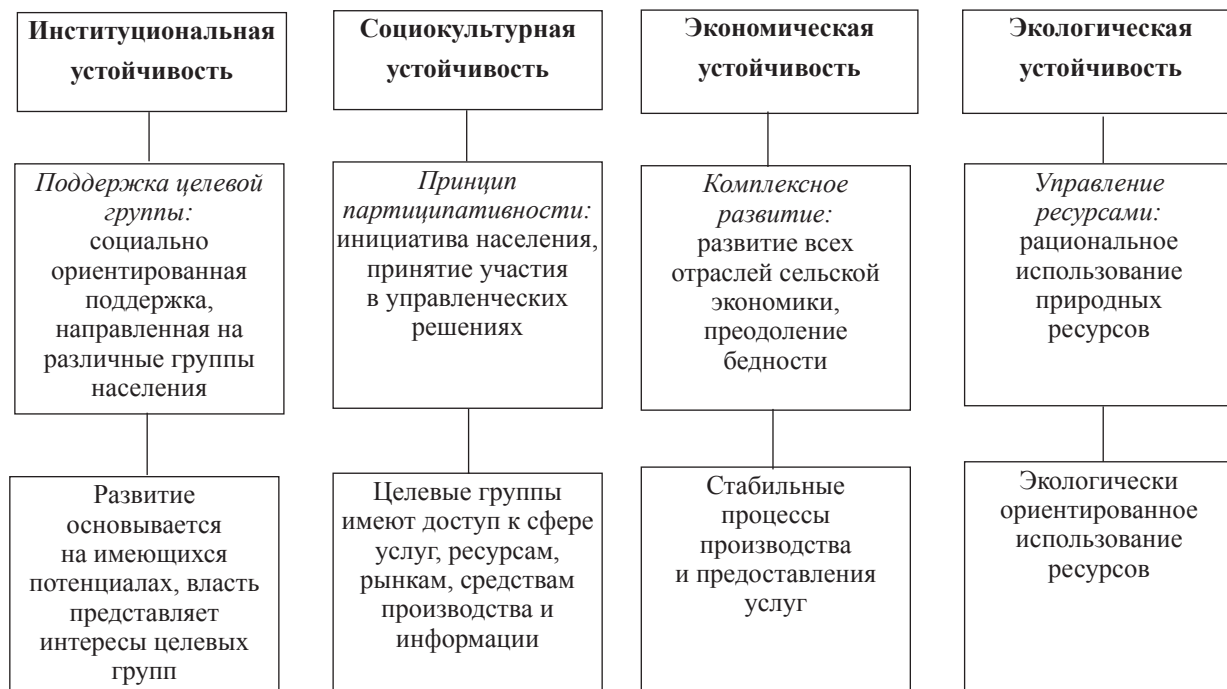 Институциональная
устойчивость
Поддержка целевой
группы:
социально
ориентированная
поддержка,
направленная на
различные группы
населения
Развитие
основывается
на имеющихся
потенциалах, власть
представляет
интересы целевых
групп
Социокультурная
устойчивость
Принцип
партиципативности:
инициатива населения,
принятие участия
в управленческих
решениях
Целевые группы
имеют доступ к сфере
услуг, ресурсам,
рынкам, средствам
производства и
информации
Экономическая
устойчивость
Комплексное
развитие:
развитие всех
отраслей сельской
экономики,
преодоление
бедности
Стабильные
процессы
производства
и предоставления
услуг
Экологическая
устойчивость
Управление
ресурсами:
рациональное
использование
природных
ресурсов
Экологически
ориентированное
использование
ресурсов